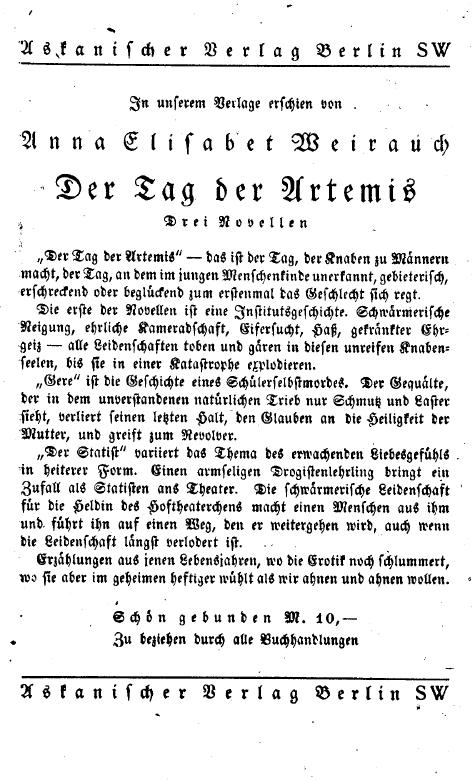 Askanischer Verlag Berlin SW
In unserem Verlage erschien von
Anna Elisabet Weirauch
Der Tag der Artemis
Drei Novellen
„Der Tag der Artemis“ — das ist der Tag, der Knaben zu Männern
macht, der Tag, an dem im jungen Menschenkinde unerkannt, gebieterisch,
erschreckend oder beglückend zum erstenmal das Geschlecht sich regt.
Die erste der Novellen ist eine Institutsgeschichte. Schwärmerische
Neigung, ehrliche Kameradschaft, Eifersucht, Haß, gekränkter Ehr-
geiz — alle Leidenschaften toben und gären in diesen unreifen Knaben-
seelen, bis sie in einer Katastrophe explodieren.
„Gere“ ist die Geschichte eines Schülerselbstmordes. Der Gequälte,
der in dem unverstandenen natürlichen Trieb nur Schmutz und Laster
sieht, verliert seinen letzten Halt, den Glauben an die Heiligkeit der
Mutter, und greift zum Revolver.
„Der Statist“ variiert das Thema des erwachenden Liebesgefühls
in heiterer Form. Einen armseligen Drogistenlehrling bringt ein
Zufall als Statisten ans Theater. Die schwärmerische Leidenschaft
für die Heldin des Hoftheaterchens macht einen Menschen aus ihm
und führt ihn auf einen Weg, den er weitergehen wird, auch wenn
die Leidenschaft längst verlodert ist.
Erzählungen aus jenen Lebensjahren, wo die Erotik noch schlummert,
wo sie aber im geheimen heftiger wühlt als wir ahnen und ahnen wollen.
Schön gebunden M. 10,—
Zu beziehen durch alle Buchhandlungen
Askanischer Verlag Berlin SW